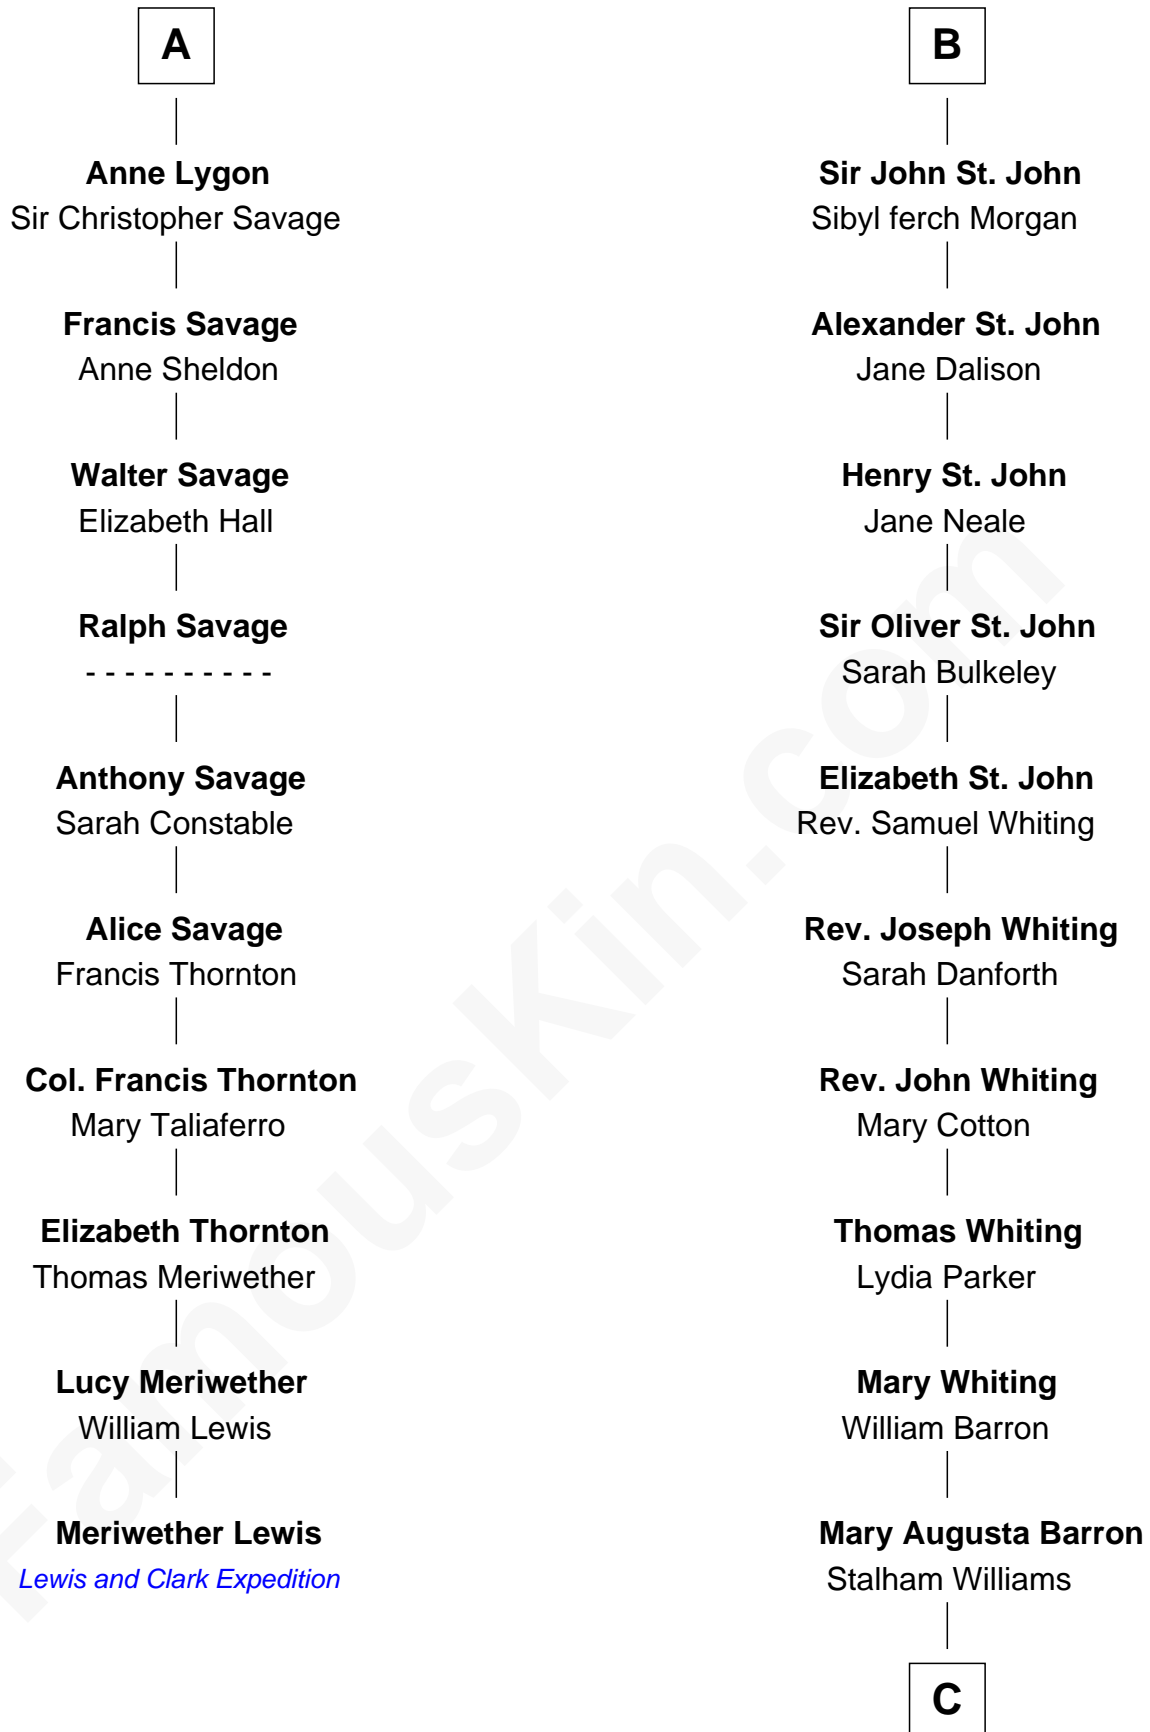 A
Anne Lygon
Sir Christopher Savage
Francis Savage
Anne Sheldon
Walter Savage
Elizabeth Hall
Ralph Savage
- - - - - - - - - -
Anthony Savage
Sarah Constable
Alice Savage
Francis Thornton
Col. Francis Thornton
Mary Taliaferro
Elizabeth Thornton
Thomas Meriwether
Lucy Meriwether
William Lewis
Meriwether Lewis
Lewis and Clark Expedition
B
Sir John St. John
Sibyl ferch Morgan
Alexander St. John
Jane Dalison
Henry St. John
Jane Neale
Sir Oliver St. John
Sarah Bulkeley
Elizabeth St. John
Rev. Samuel Whiting
Rev. Joseph Whiting
Sarah Danforth
Rev. John Whiting
Mary Cotton
Thomas Whiting
Lydia Parker
Mary Whiting
William Barron
Mary Augusta Barron
Stalham Williams
C
FamousKin.com